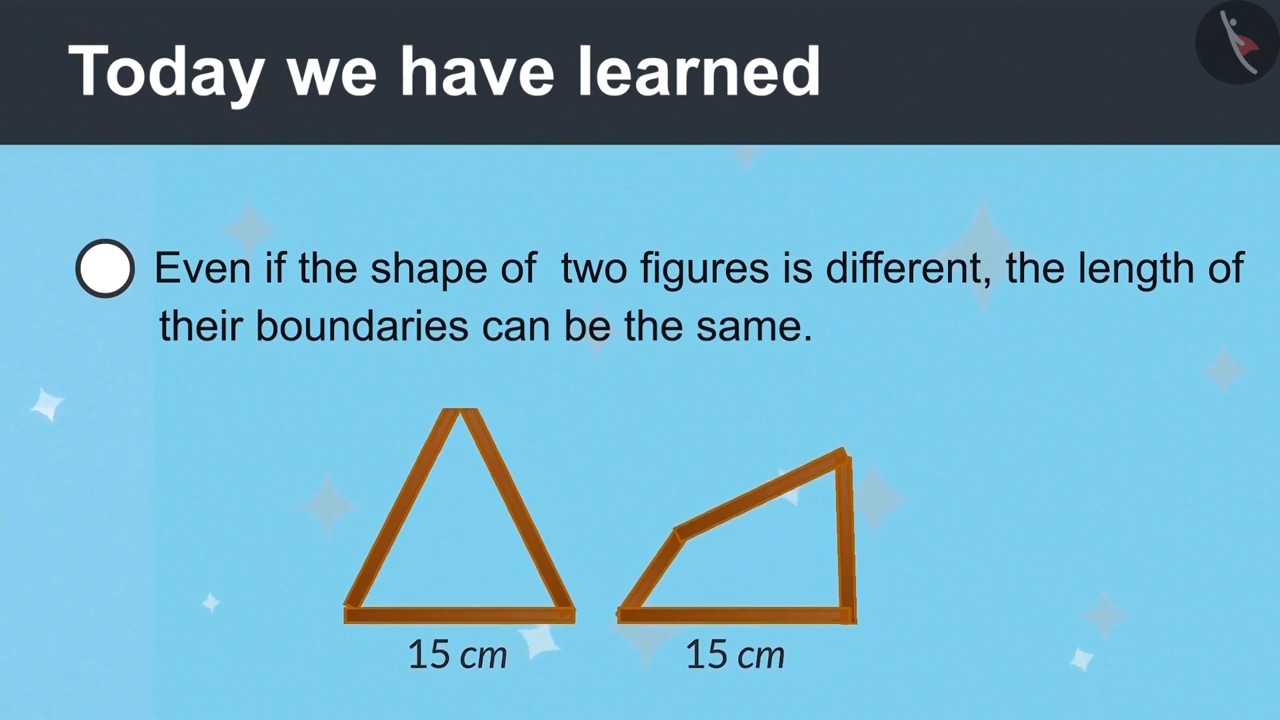 Today we have learned
Even if the shape of two figures is different, the length of
their boundaries can be the same.
15 cm
15 cm